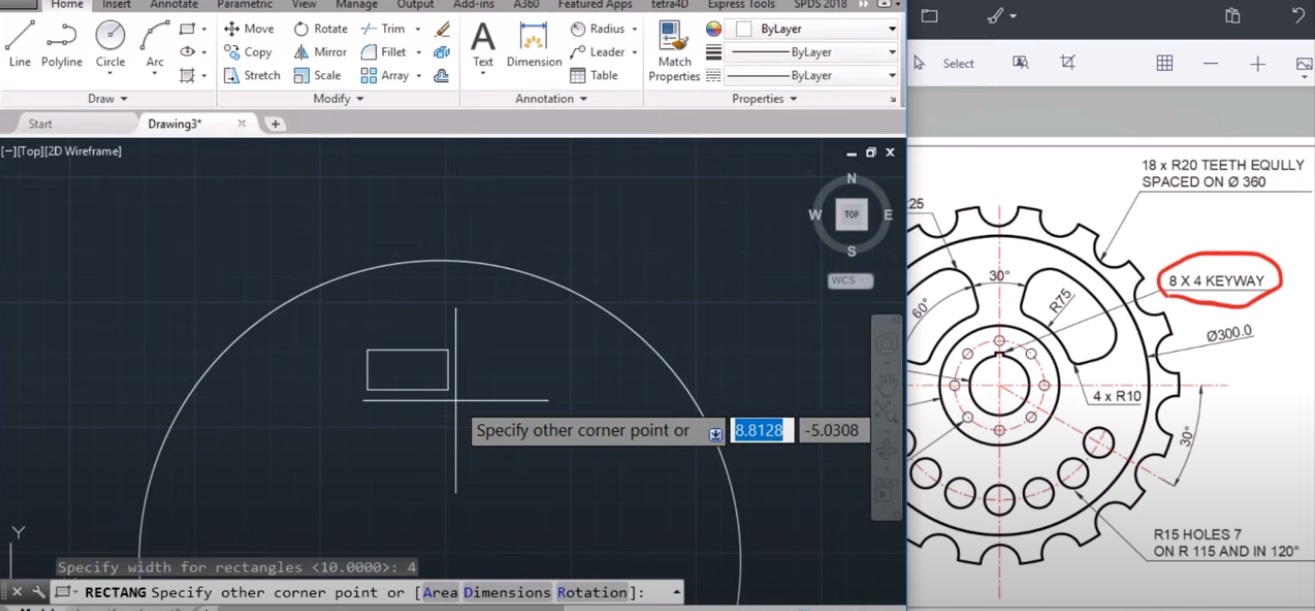 Home Insert Annotate Parametric View Manage Output Add-ins A360 Featured Apps tetra4D Express Tools SPDS 2018
Line
Polyline
Circle
Arc
Move
Rotate
Trim
Copy
Mirror
Fillet
Stretch
Scale
Array
Text
Dimension
Radius
Leader
Table
Match
Properties
ByLayer
ByLayer
ByLayer
Draw
Modify
Annotation
Properties
Select
Start
Drawing3*
[−][Top][2D Wireframe]
N
W
TOP
E
S
WCS
Specify other corner point or
8.8128
-5.0308
Y
Specify width for rectangles <10.0000>: 4
RECTANG Specify other corner point or [Area Dimensions Rotation]:
18 x R20 TEETH EQULLY
SPACED ON Ø 360
25
30°
8 X 4 KEYWAY
60°
R75
Ø300.0
4 x R10
30°
R15 HOLES 7
ON R 115 AND IN 120°